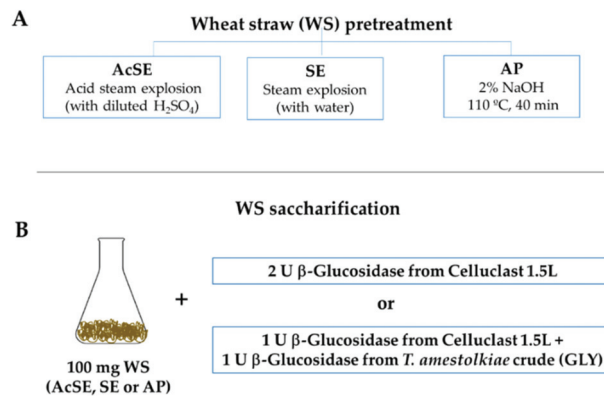 A
Wheat straw (WS) pretreatment
AcSE
Acid steam explosion
(with diluted H₂SO₄)
SE
Steam explosion
(with water)
AP
2% NaOH
110 ºC, 40 min
WS saccharification
B
2 U β-Glucosidase from Celluclast 1.5L
+
or
1 U β-Glucosidase from Celluclast 1.5L +
1 U β-Glucosidase from T. amestolkiae crude (GLY)
100 mg WS
(AcSE, SE or AP)